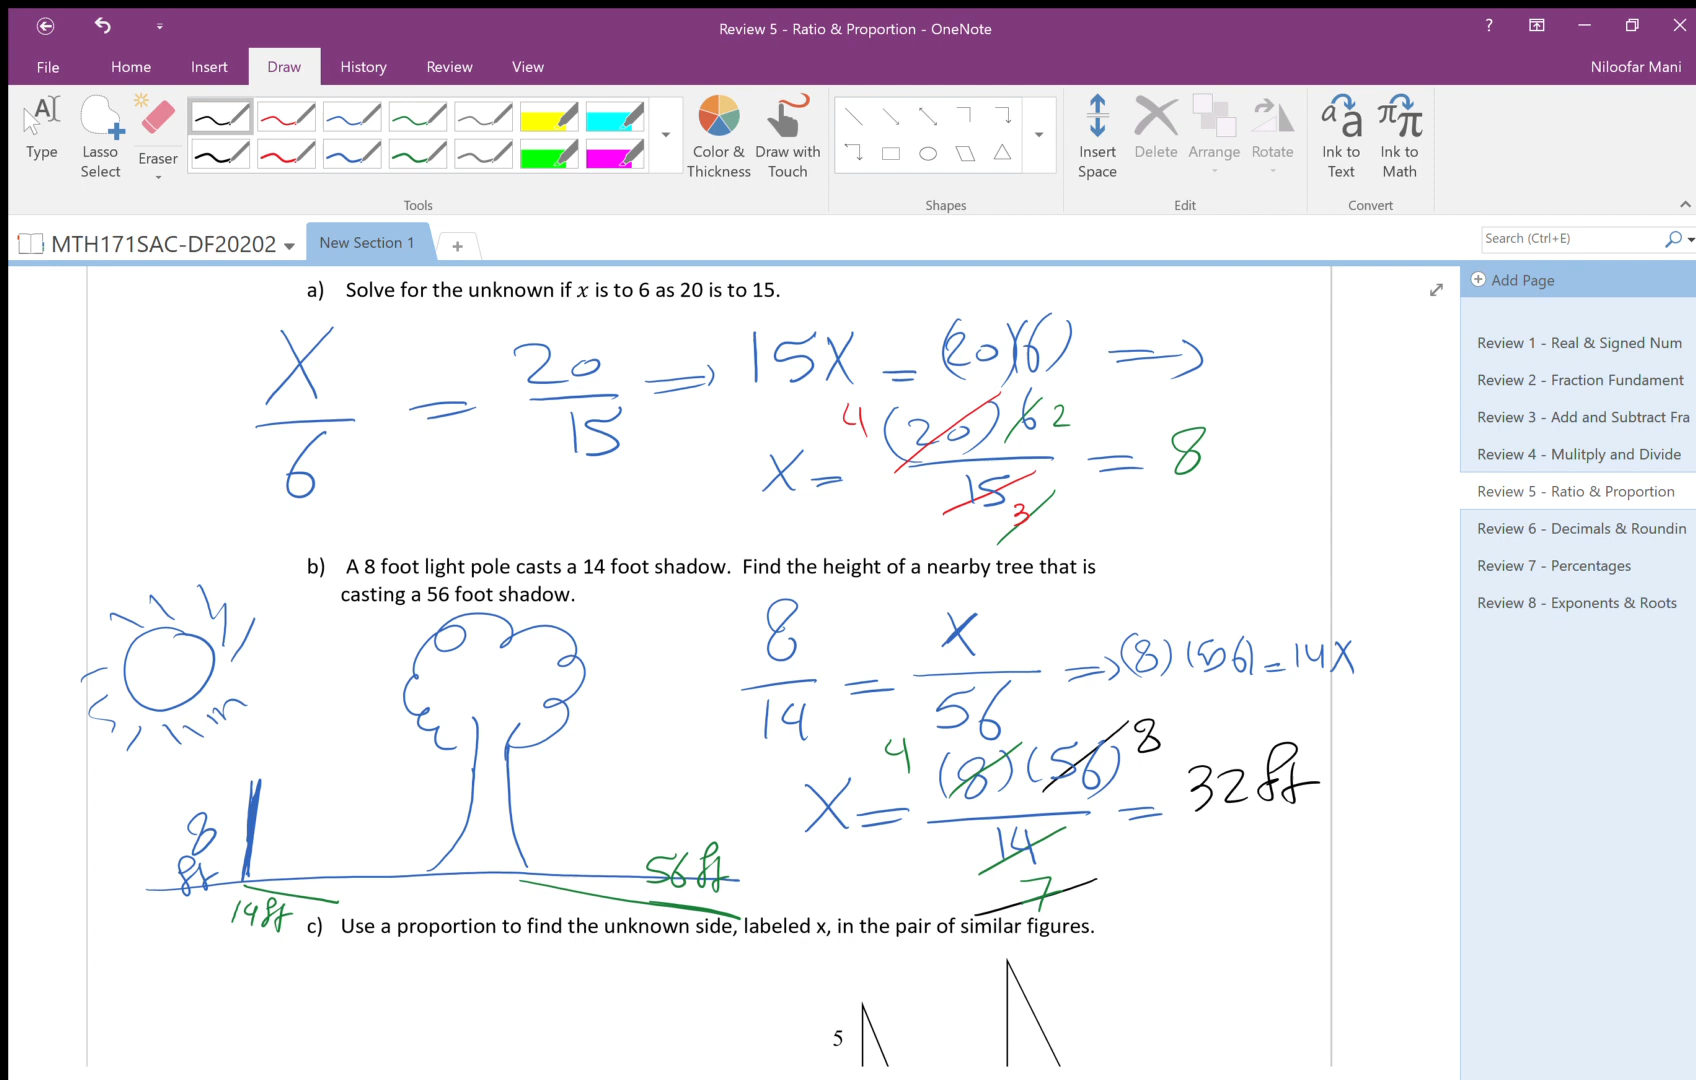 Review 5 - Ratio & Proportion - OneNote
?
File Home Insert Draw History Review View
Niloofar Mani
Type
Lasso Select
Eraser
Color & Thickness
Draw with Touch
Insert Space
Delete
Arrange
Rotate
Ink to Text
Ink to Math
Tools
Shapes
Edit
Convert
MTH171SAC-DF20202
New Section 1
+
Search (Ctrl+E)
Add Page
Review 1 - Real & Signed Num
Review 2 - Fraction Fundament
Review 3 - Add and Subtract Fra
Review 4 - Mulitply and Divide
Review 5 - Ratio & Proportion
Review 6 - Decimals & Roundin
Review 7 - Percentages
Review 8 - Exponents & Roots
a) Solve for the unknown if x is to 6 as 20 is to 15.
X/6 = 20/15 => 15X = (20)(6) =>
4 2
X = (20)6/15 = 8
3
b) A 8 foot light pole casts a 14 foot shadow. Find the height of a nearby tree that is
casting a 56 foot shadow.
8/14 = X/56 => (8)(56) = 14X
4 8
X = (8)(56)/14 = 32 ft
7
8 ft
14 ft
56 ft
c) Use a proportion to find the unknown side, labeled x, in the pair of similar figures.
5